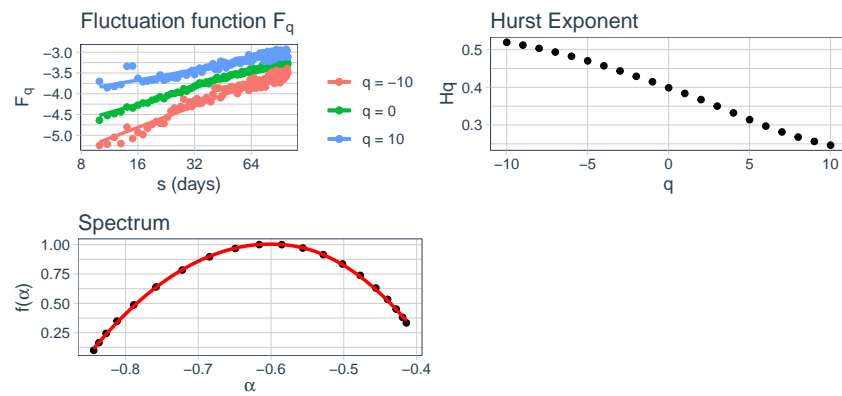 Fluctuation function Fq
−3.0
−3.5
−4.0
−4.5
−5.0
Fq
8 16 32 64
s (days)
q = −10
q = 0
q = 10
Hurst Exponent
0.5
0.4
0.3
Hq
−10 −5 0 5 10
q
Spectrum
1.00
0.75
0.50
0.25
f(α)
−0.8 −0.7 −0.6 −0.5 −0.4
α